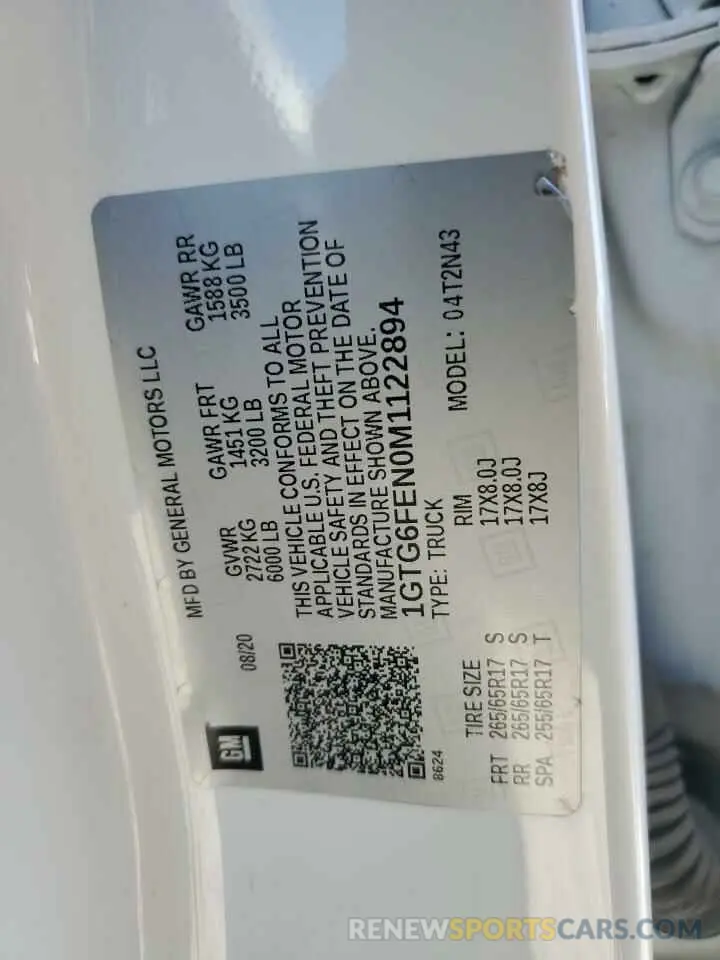 GM
08/20
MFD BY GENERAL MOTORS LLC
GVWR GAWR FRT GAWR RR
2722 KG 1451 KG 1588 KG
6000 LB 3200 LB 3500 LB
THIS VEHICLE CONFORMS TO ALL
APPLICABLE U.S. FEDERAL MOTOR
VEHICLE SAFETY AND THEFT PREVENTION
STANDARDS IN EFFECT ON THE DATE OF
MANUFACTURE SHOWN ABOVE.
1GTG6FEN0M1122894
8624
TYPE: TRUCK MODEL: 04T2N43
TIRE SIZE RIM
FRT 265/65R17 S 17X8.0J
RR 265/65R17 S 17X8.0J
SPA 255/65R17 T 17X8J
RENEWSPORTSCARS.COM